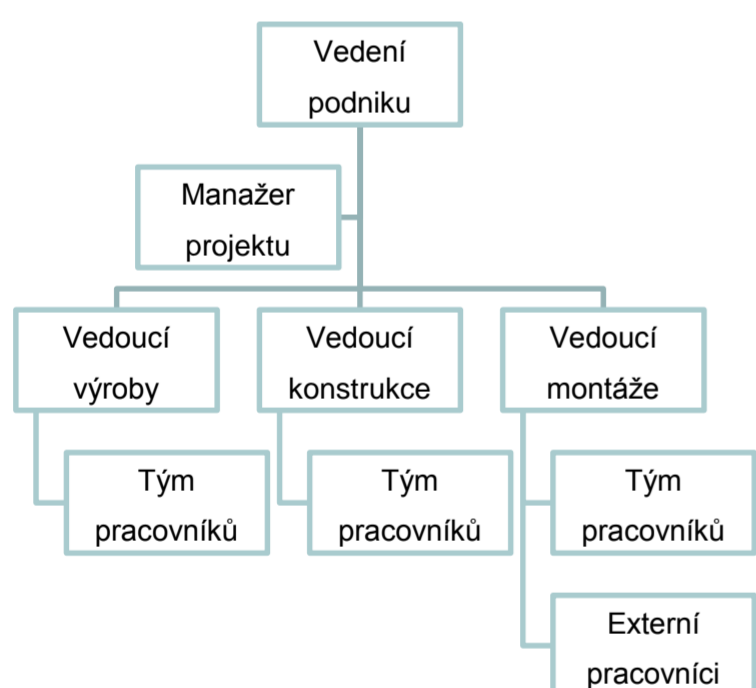 Vedení
podniku
Manažer
projektu
Vedoucí
výroby
Vedoucí
konstrukce
Vedoucí
montáže
Tým
pracovníků
Tým
pracovníků
Tým
pracovníků
Externí
pracovníci